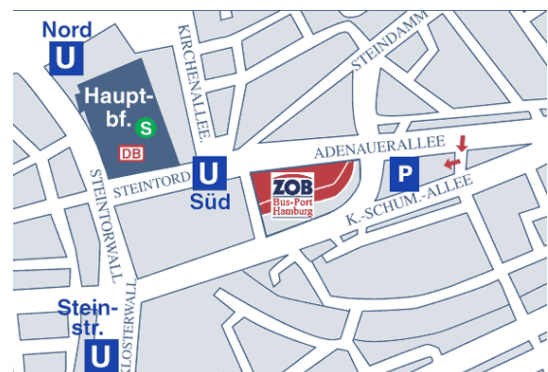 Nord
U
KIRCHENALLEE.
STEINDAMM
Haupt-
bf.
S
DB
ADENAUERALLEE
STEINTORD
U
Süd
ZOB
Bus-Port
Hamburg
P
K.-SCHUM.-ALLEE
STEINTORWALL
Stein-
str.
U
KLOSTERWALL